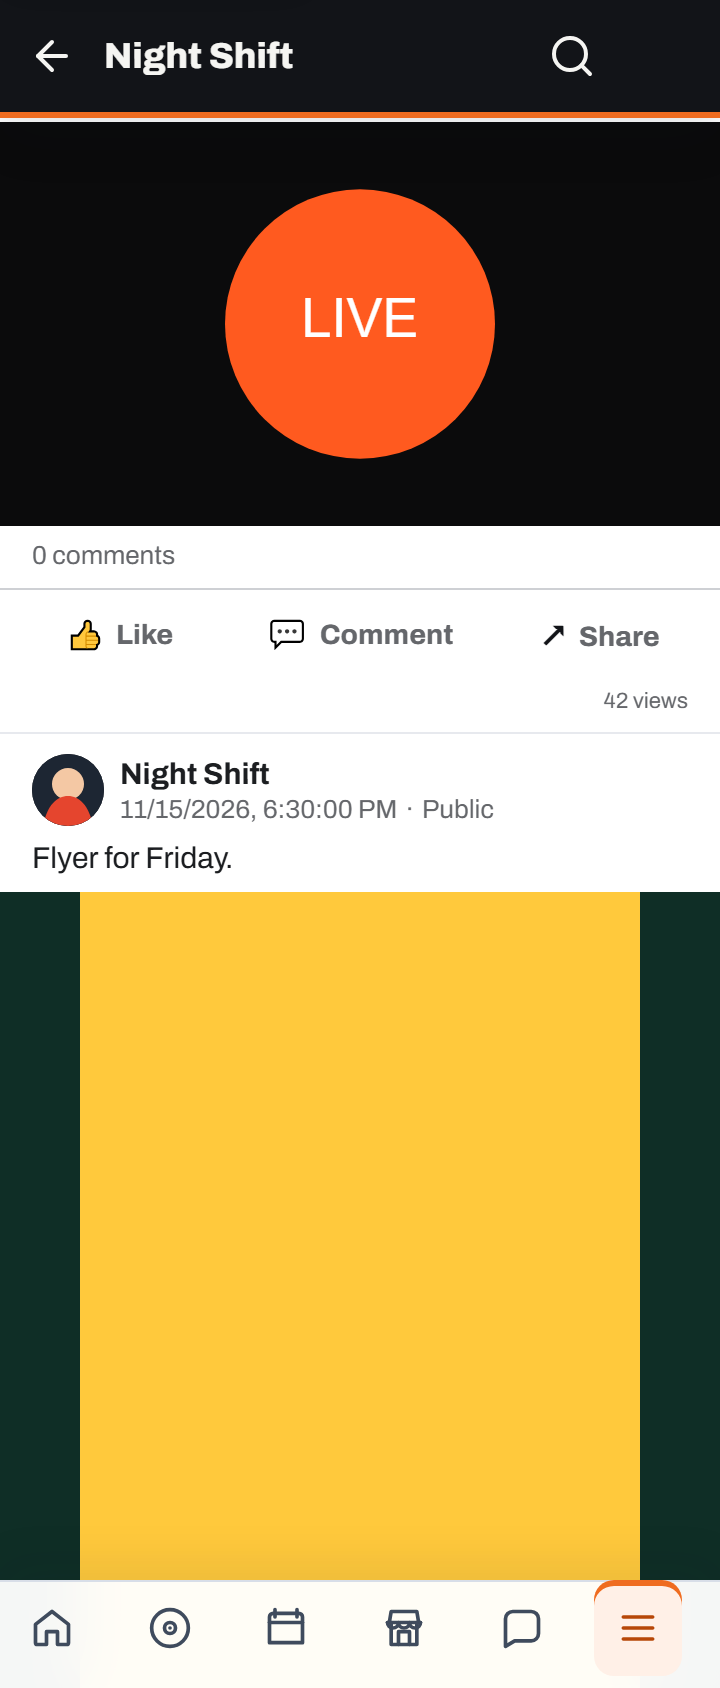 Night Shift
LIVE
0 comments
Like
Comment
Share
42 views
Night Shift
11/15/2026, 6:30:00 PM · Public
Flyer for Friday.